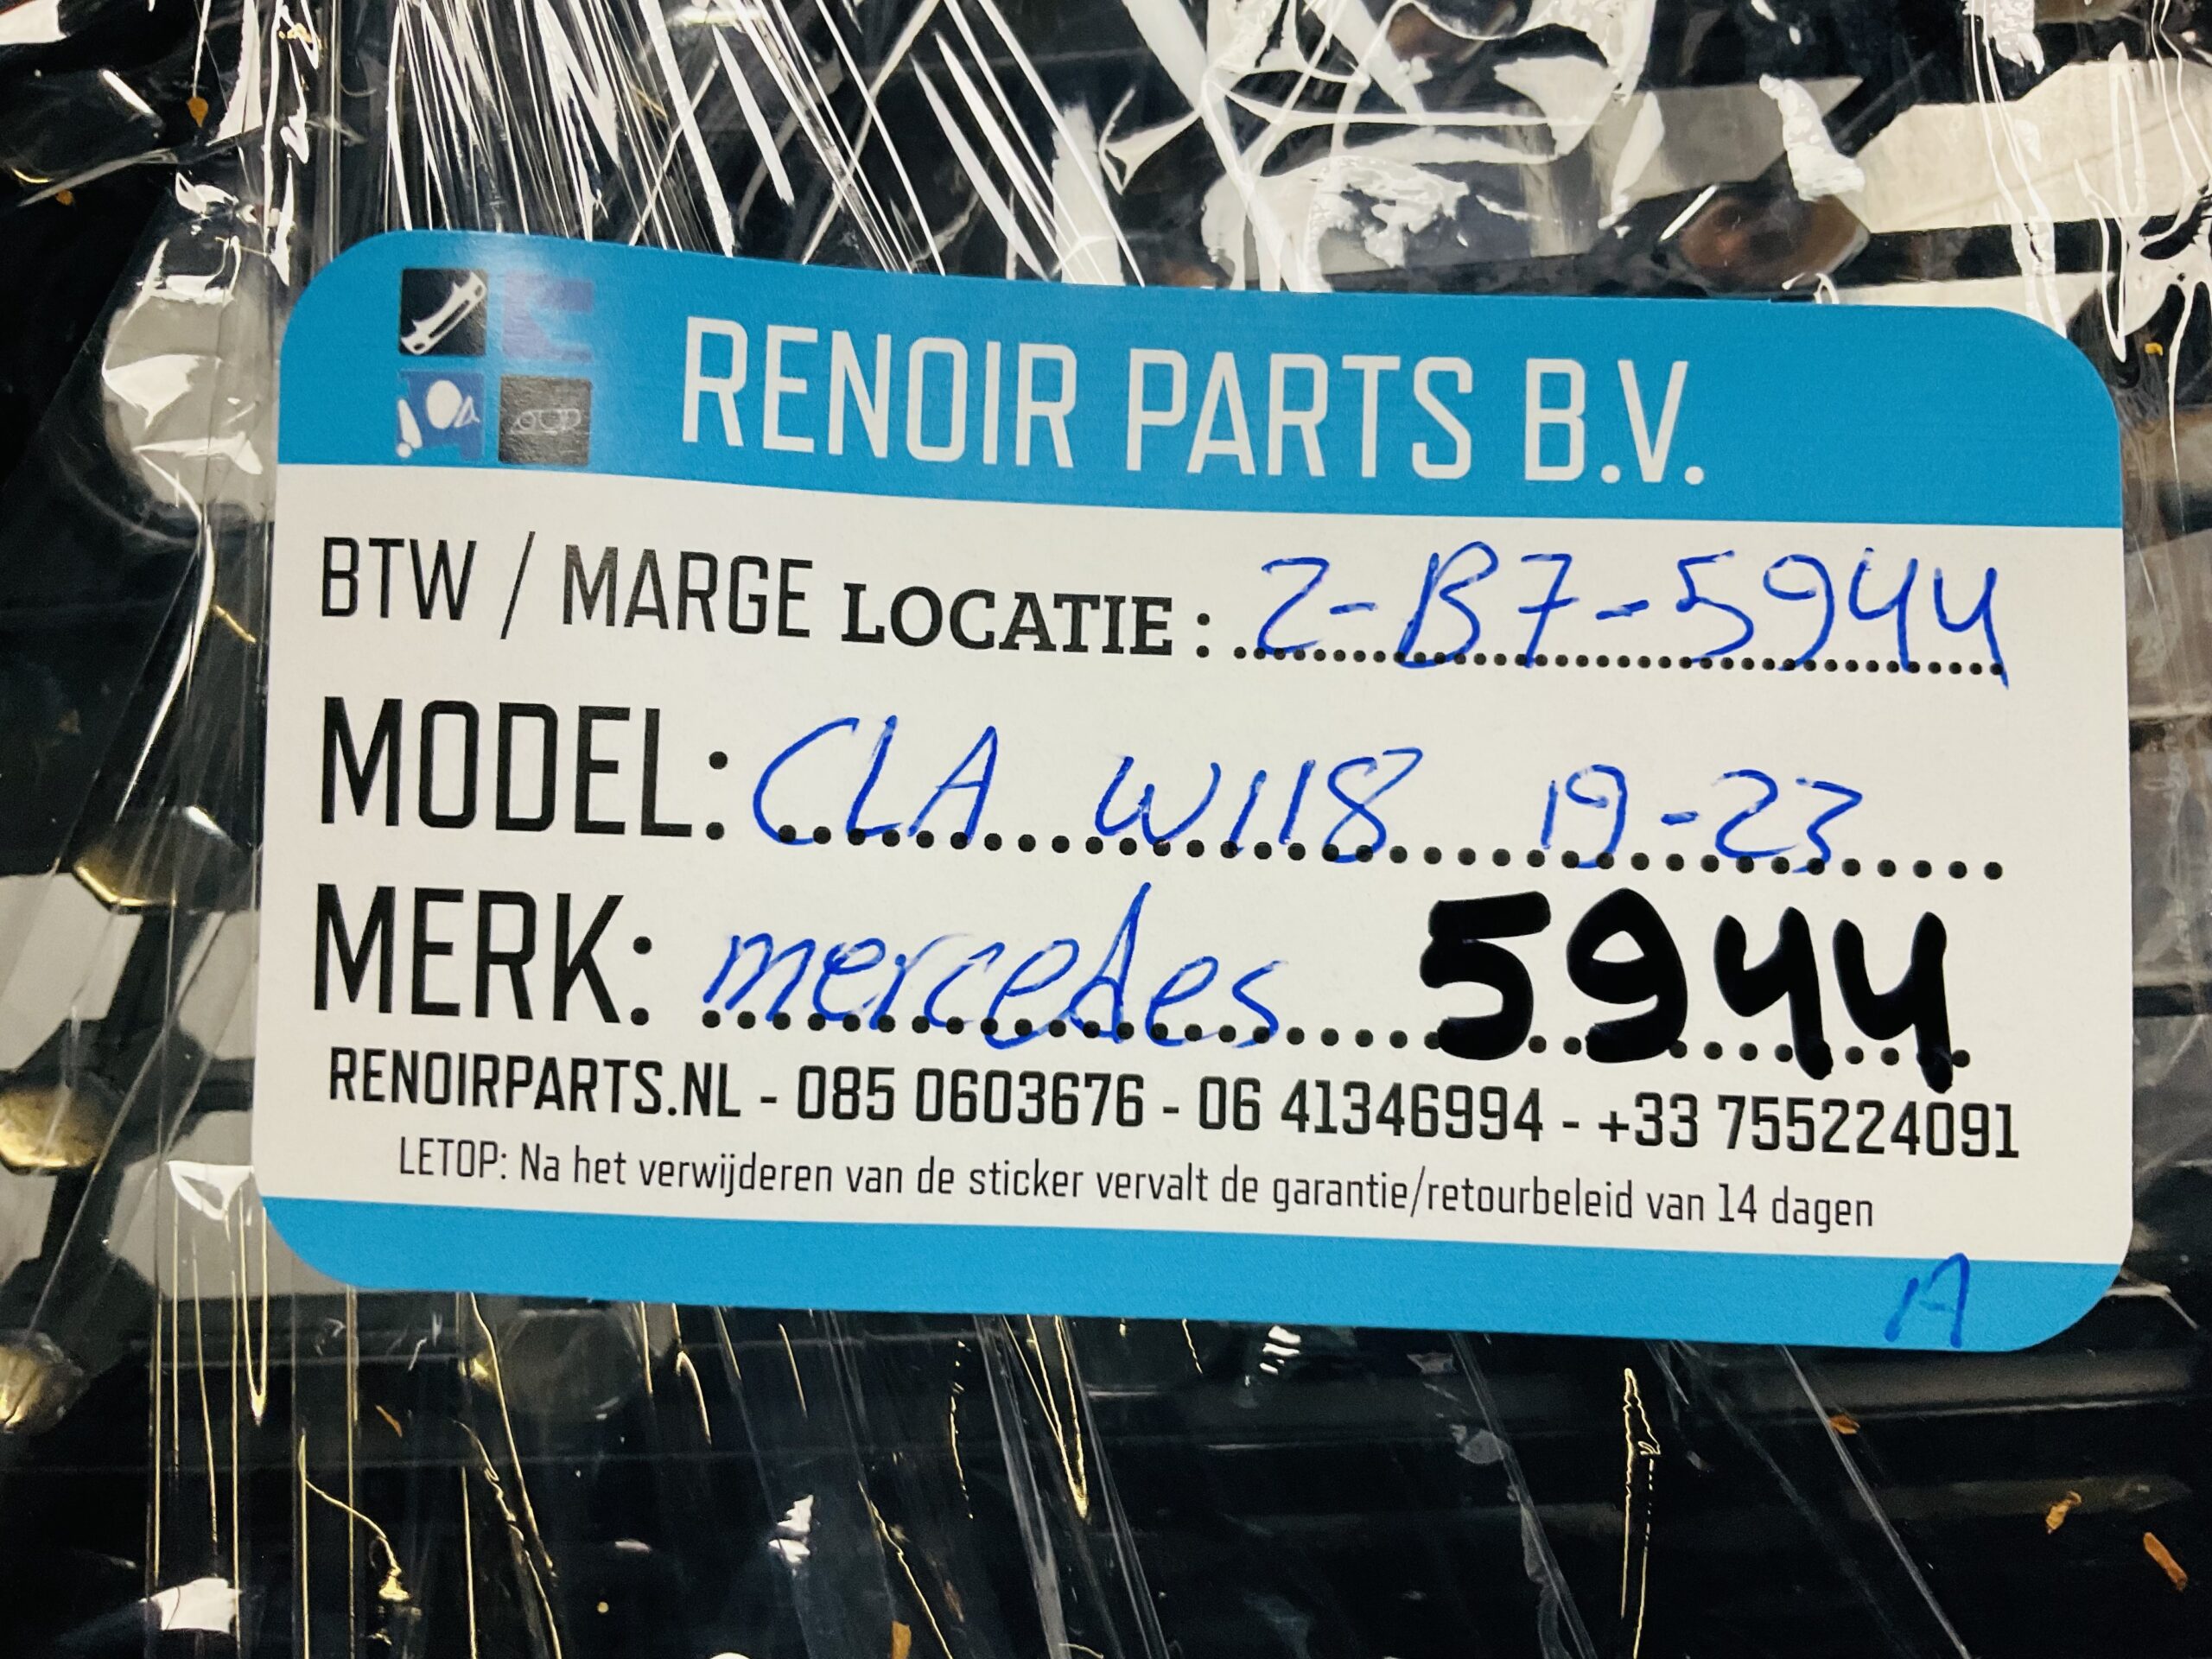 RENOIR PARTS B.V.
BTW / MARGE LOCATIE: 2-B7-5944
MODEL: CLA W118 19-23
MERK: mercedes 5944
RENOIRPARTS.NL - 085 0603676 - 06 41346994 - +33 755224091
LETOP: Na het verwijderen van de sticker vervalt de garantie/retourbeleid van 14 dagen
A